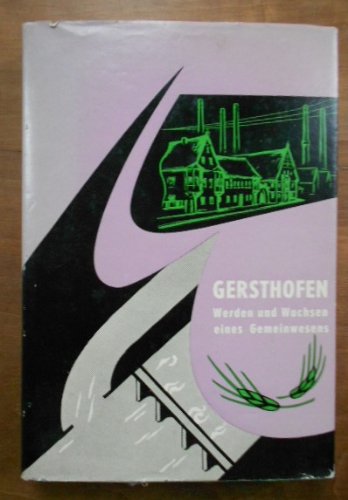 GERSTHOFEN
Werden und Wachsen
eines Gemeinwesens